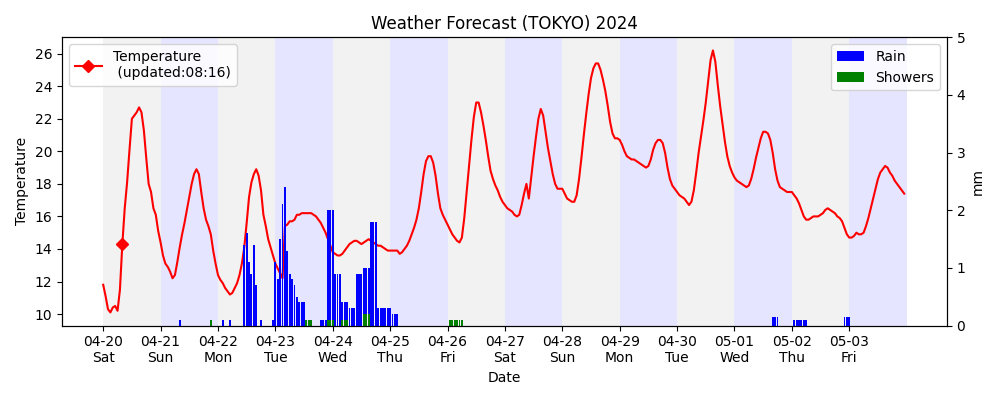 Weather Forecast (TOKYO) 2024
Temperature
(updated:08:16)
Rain
Showers
26
24
22
20
18
16
14
12
10
Temperature
5
4
3
2
1
0
mm
04-20 04-21 04-22 04-23 04-24 04-25 04-26 04-27 04-28 04-29 04-30 05-01 05-02 05-03
Sat Sun Mon Tue Wed Thu Fri Sat Sun Mon Tue Wed Thu Fri
Date